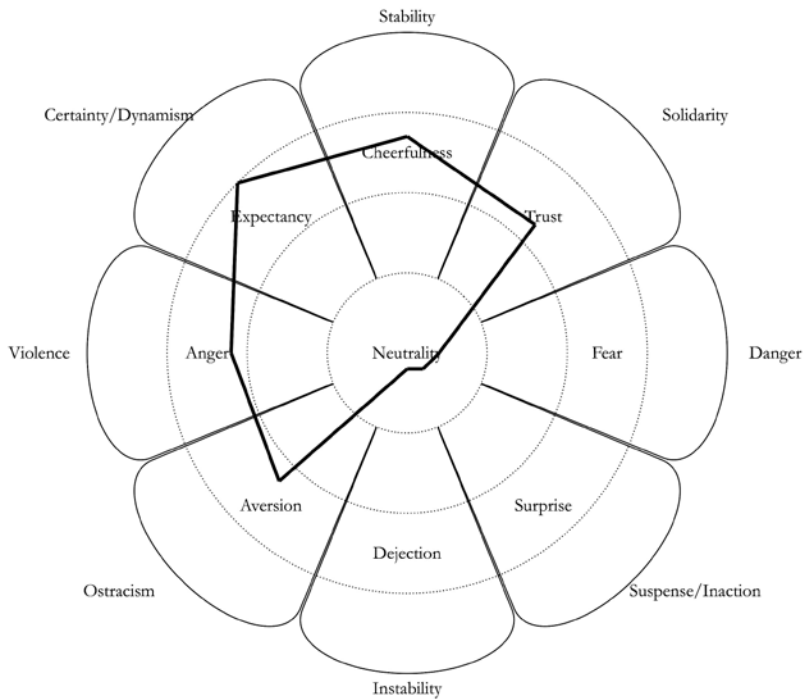 Stability
Certainty/Dynamism
Solidarity
Cheerfulness
Expectancy
Trust
Violence
Anger
Neutrality
Fear
Danger
Aversion
Surprise
Dejection
Ostracism
Suspense/Inaction
Instability